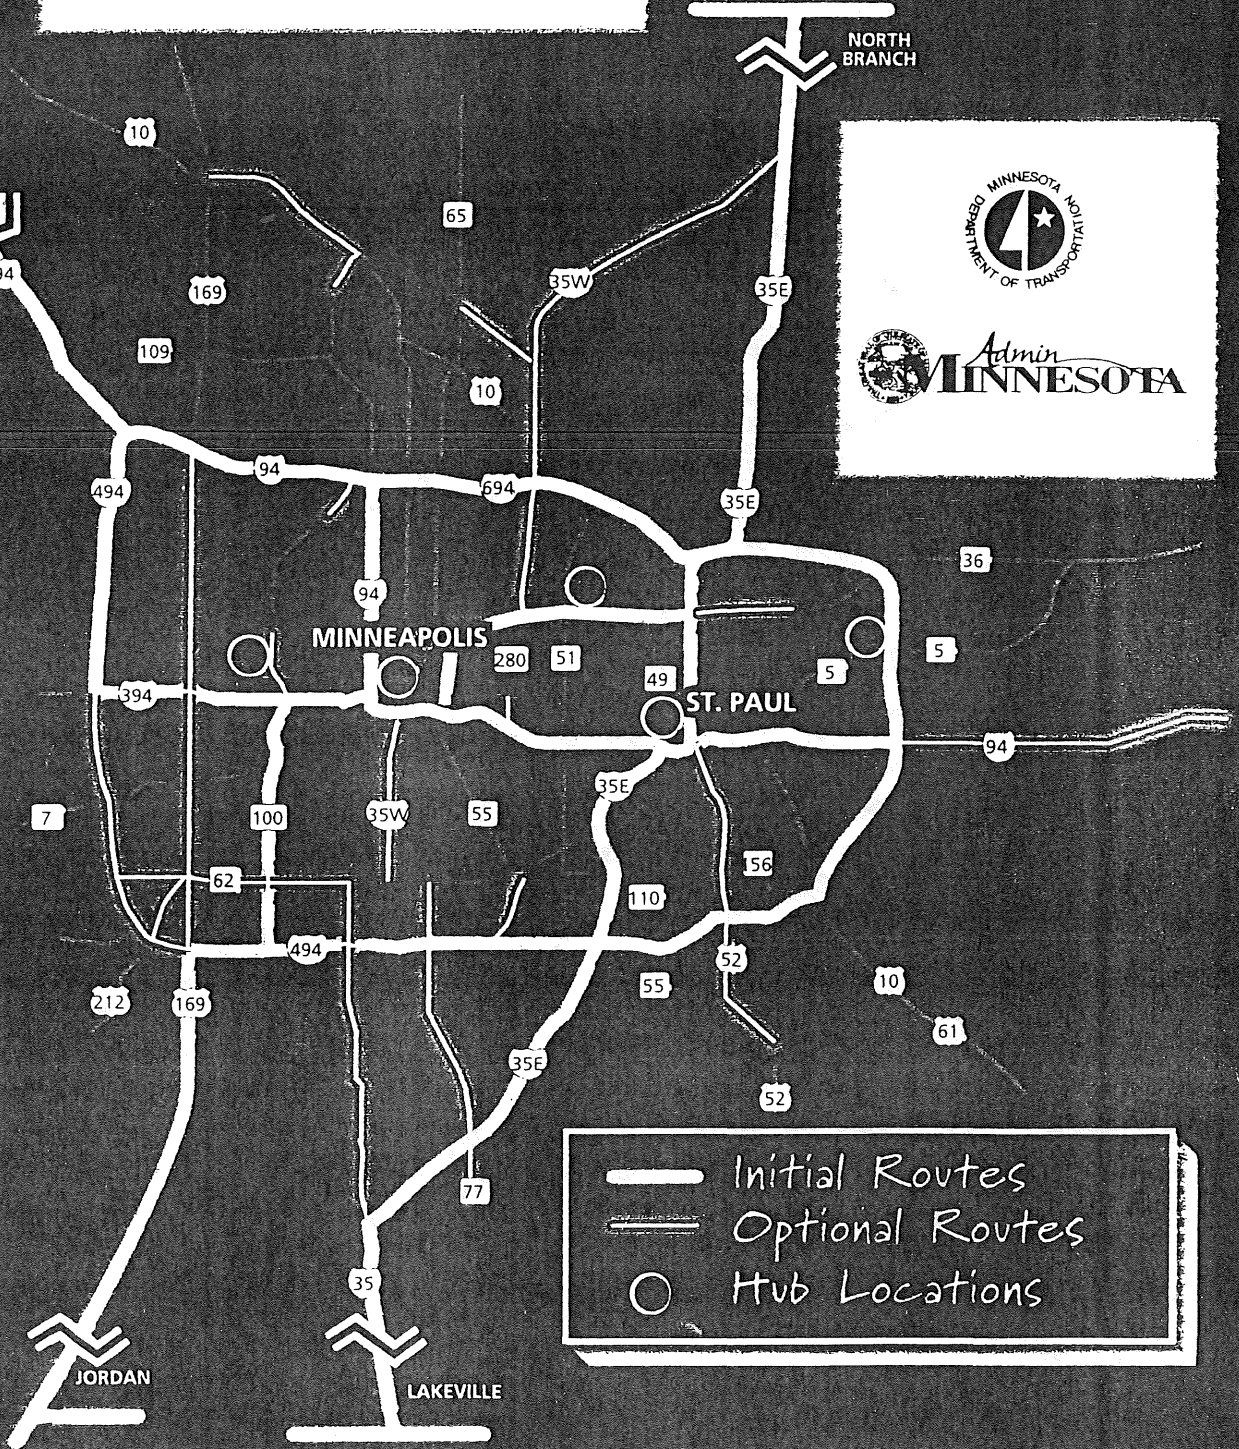 NORTH
BRANCH
10
MINNESOTA
DEPARTMENT OF TRANSPORTATION
65
94
169
35W
35E
109
Admin
MINNESOTA
10
94
494
694
35E
36
94
MINNEAPOLIS
280
51
5
5
49
394
ST. PAUL
94
35E
7
100
35W
55
156
62
110
494
52
55
10
212
169
61
35E
52
Initial Routes
77
Optional Routes
35
Hub Locations
JORDAN
LAKEVILLE